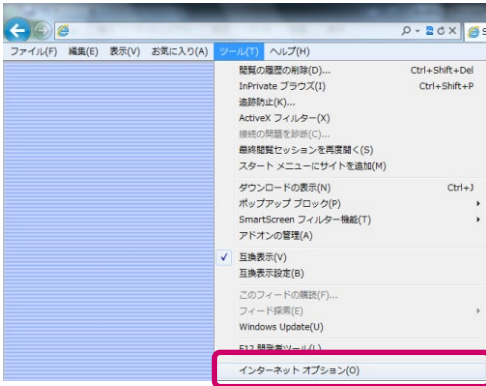 S
ファイル(F) 編集(E) 表示(V) お気に入り(A) ツール(T) ヘルプ(H)
閲覧の履歴の削除(D)... Ctrl+Shift+Del
InPrivate ブラウズ(I) Ctrl+Shift+P
追跡防止(K)...
ActiveX フィルター(X)
接続の問題を診断(C)...
最終閲覧セッションを再度開く(S)
スタート メニューにサイトを追加(M)
ダウンロードの表示(N) Ctrl+J
ポップアップ ブロック(P)
SmartScreen フィルター機能(T)
アドオンの管理(A)
互換表示(V)
互換表示設定(B)
このフィードの購読(F)...
フィード探索(E)
Windows Update(U)
F12 開発者ツール(L)
インターネット オプション(O)